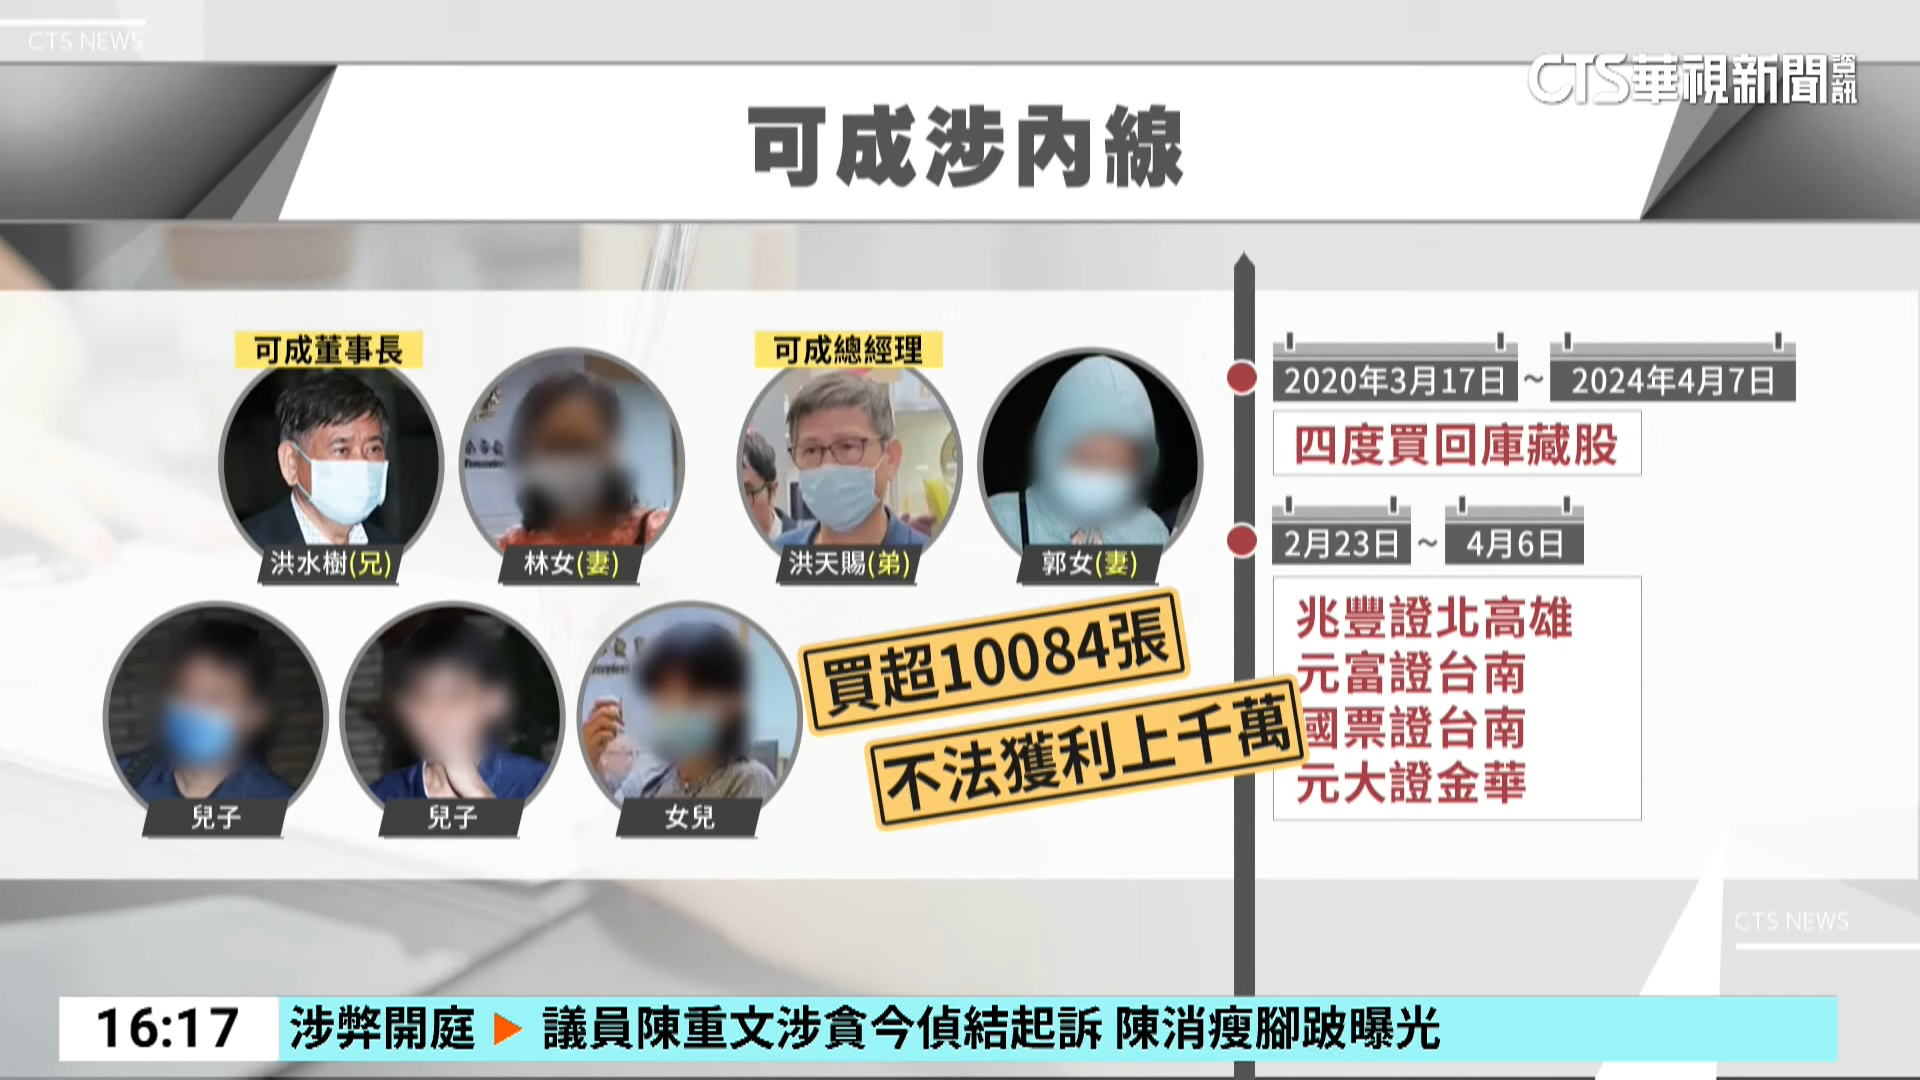 CTS NEWS
CTS華視新聞資訊
可成涉內線
可成董事長
可成總經理
洪水樹(兄)
林女(妻)
洪天賜(弟)
郭女(妻)
兒子
兒子
女兒
買超10084張
不法獲利上千萬
2020年3月17日~2024年4月7日
四度買回庫藏股
2月23日~4月6日
兆豐證北高雄
元富證台南
國票證台南
元大證金華
CTS NEWS
16:17 涉弊開庭▶議員陳重文涉貪今偵結起訴 陳消瘦腳跛曝光